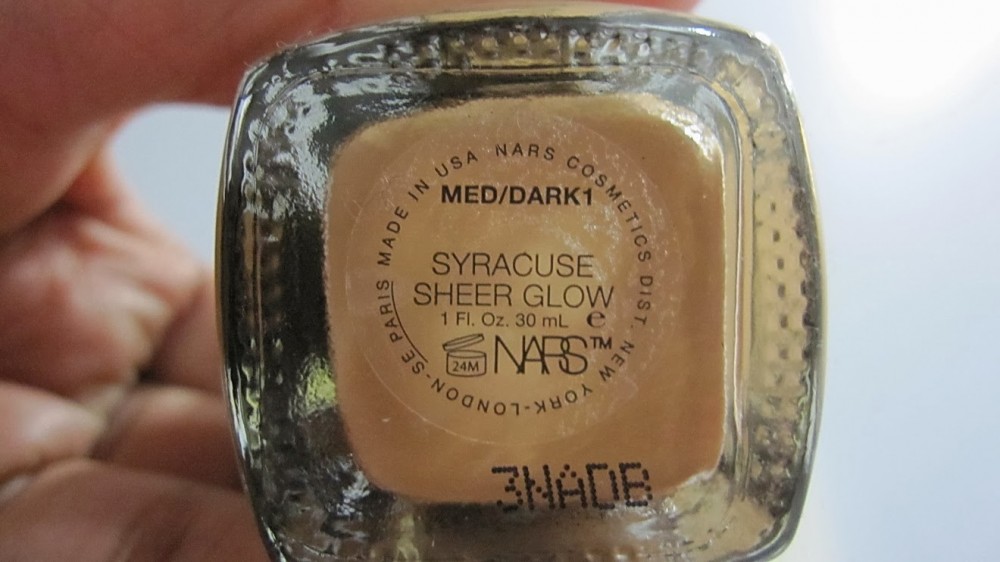 MADE IN USA NARS COSMETICS DIST. NEW YORK-LONDON-SE PARIS
MED/DARK1
SYRACUSE
SHEER GLOW
1 Fl. Oz. 30 mL ℮
24M NARS™
3NADB